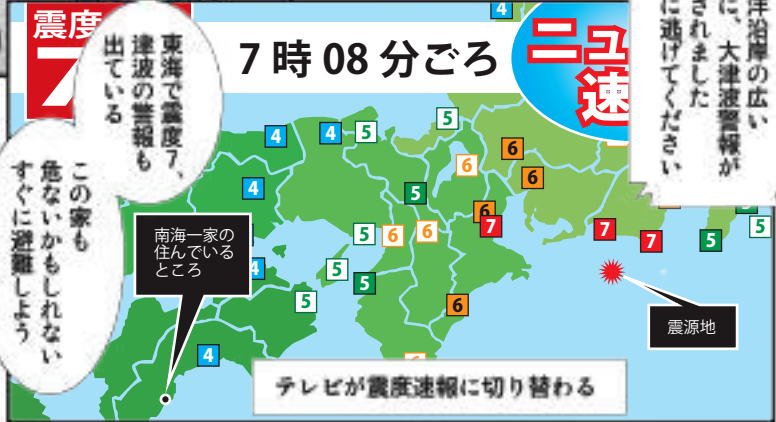 洋沿岸の広い
に、大津波警報が
されました
に逃げてください
震度
7
7時08分ごろ
ニュ
速
東海で震度7、
津波の警報も
出ている
この家も
危ないかもしれない
すぐに避難しよう
南海一家の
住んでいる
ところ
震源地
テレビが震度速報に切り替わる
4
4
4
5
5
6
6
4
5
6
7
7
7
5
5
5
6
6
4
5
5
5
6
4